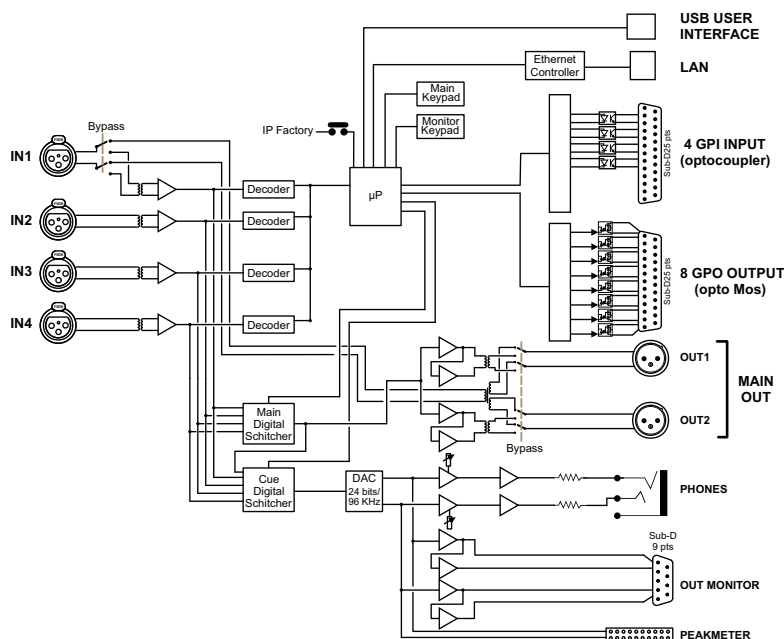 USB USER
INTERFACE
Ethernet
Controller
LAN
Main
Keypad
Monitor
Keypad
IP Factory
Bypass
IN1
Decoder
µP
Sub-D25 pts
4 GPI INPUT
(optocoupler)
IN2
Decoder
IN3
Decoder
Sub-D25 pts
8 GPO OUTPUT
(opto Mos)
IN4
Decoder
OUT1
MAIN
OUT
OUT2
Main
Digital
Schitcher
Bypass
Cue
Digital
Schitcher
DAC
24 bits/
96 KHz
PHONES
Sub-D
9 pts
OUT MONITOR
PEAKMETER